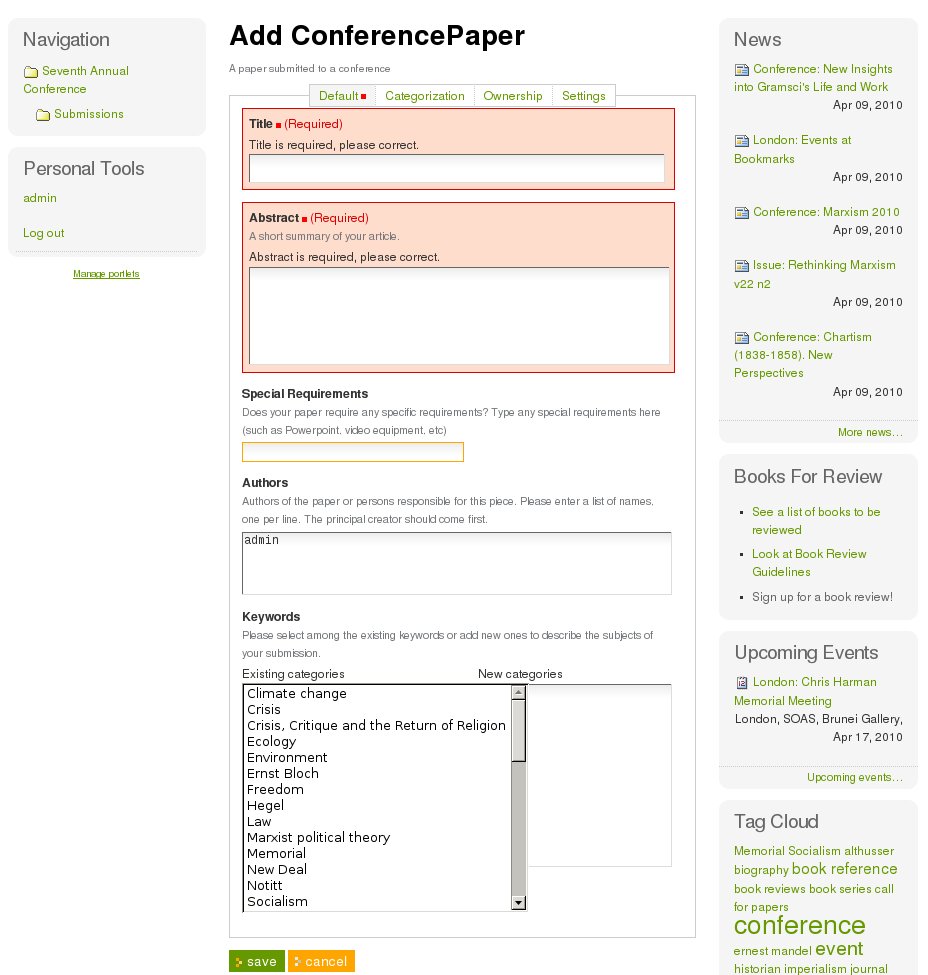 Navigation
Seventh Annual
Conference
Submissions
Personal Tools
admin
Log out
Manage portlets
Add ConferencePaper
A paper submitted to a conference
Default Categorization Ownership Settings
Title (Required)
Title is required, please correct.
Abstract (Required)
A short summary of your article.
Abstract is required, please correct.
Special Requirements
Does your paper require any specific requirements? Type any special requirements here
(such as Powerpoint, video equipment, etc)
Authors
Authors of the paper or persons responsible for this piece. Please enter a list of names,
one per line. The principal creator should come first.
admin
Keywords
Please select among the existing keywords or add new ones to describe the subjects of
your submission.
Existing categories New categories
Climate change
Crisis
Crisis, Critique and the Return of Religion
Ecology
Environment
Ernst Bloch
Freedom
Hegel
Law
Marxist political theory
Memorial
New Deal
Notitt
Socialism
save cancel
News
Conference: New Insights
into Gramsci's Life and Work
Apr 09, 2010
London: Events at
Bookmarks
Apr 09, 2010
Conference: Marxism 2010
Apr 09, 2010
Issue: Rethinking Marxism
v22 n2
Apr 09, 2010
Conference: Chartism
(1838-1858). New
Perspectives
Apr 09, 2010
More news…
Books For Review
See a list of books to be
reviewed
Look at Book Review
Guidelines
Sign up for a book review!
Upcoming Events
London: Chris Harman
Memorial Meeting
London, SOAS, Brunei Gallery,
Apr 17, 2010
Upcoming events…
Tag Cloud
Memorial Socialism althusser
biography book reference
book reviews book series call
for papers
conference
ernest mandel event
historian imperialism journal